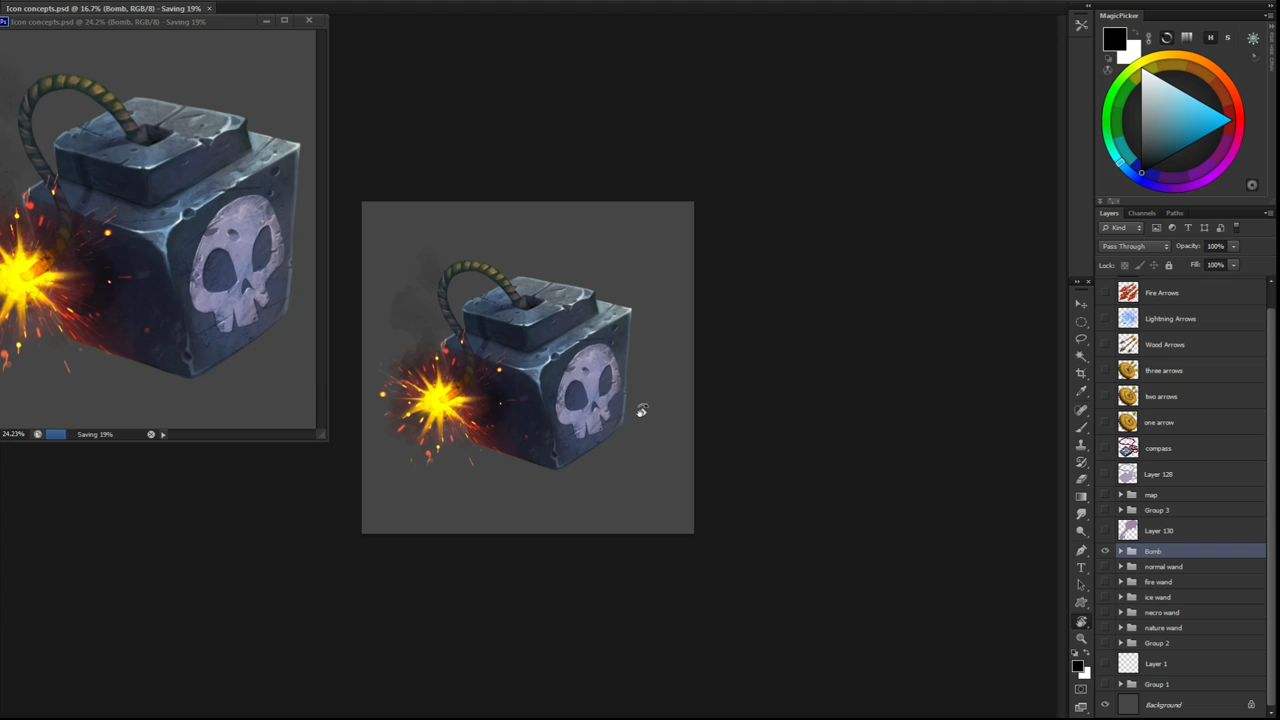 Icon concepts.psd @ 16.7% (Bomb, RGB/8) - Saving 19% ×
Icon concepts.psd @ 24.2% (Bomb, RGB/8) - Saving 19%
24.23%
Saving 19%
MagicPicker
H S
Layers Channels Paths
Kind
Pass Through Opacity: 100%
Lock: Fill: 100%
Fire Arrows
Lightning Arrows
Wood Arrows
three arrows
two arrows
one arrow
compass
Layer 128
map
Group 3
Layer 130
Bomb
normal wand
fire wand
ice wand
necro wand
nature wand
Group 2
Layer 1
Group 1
Background